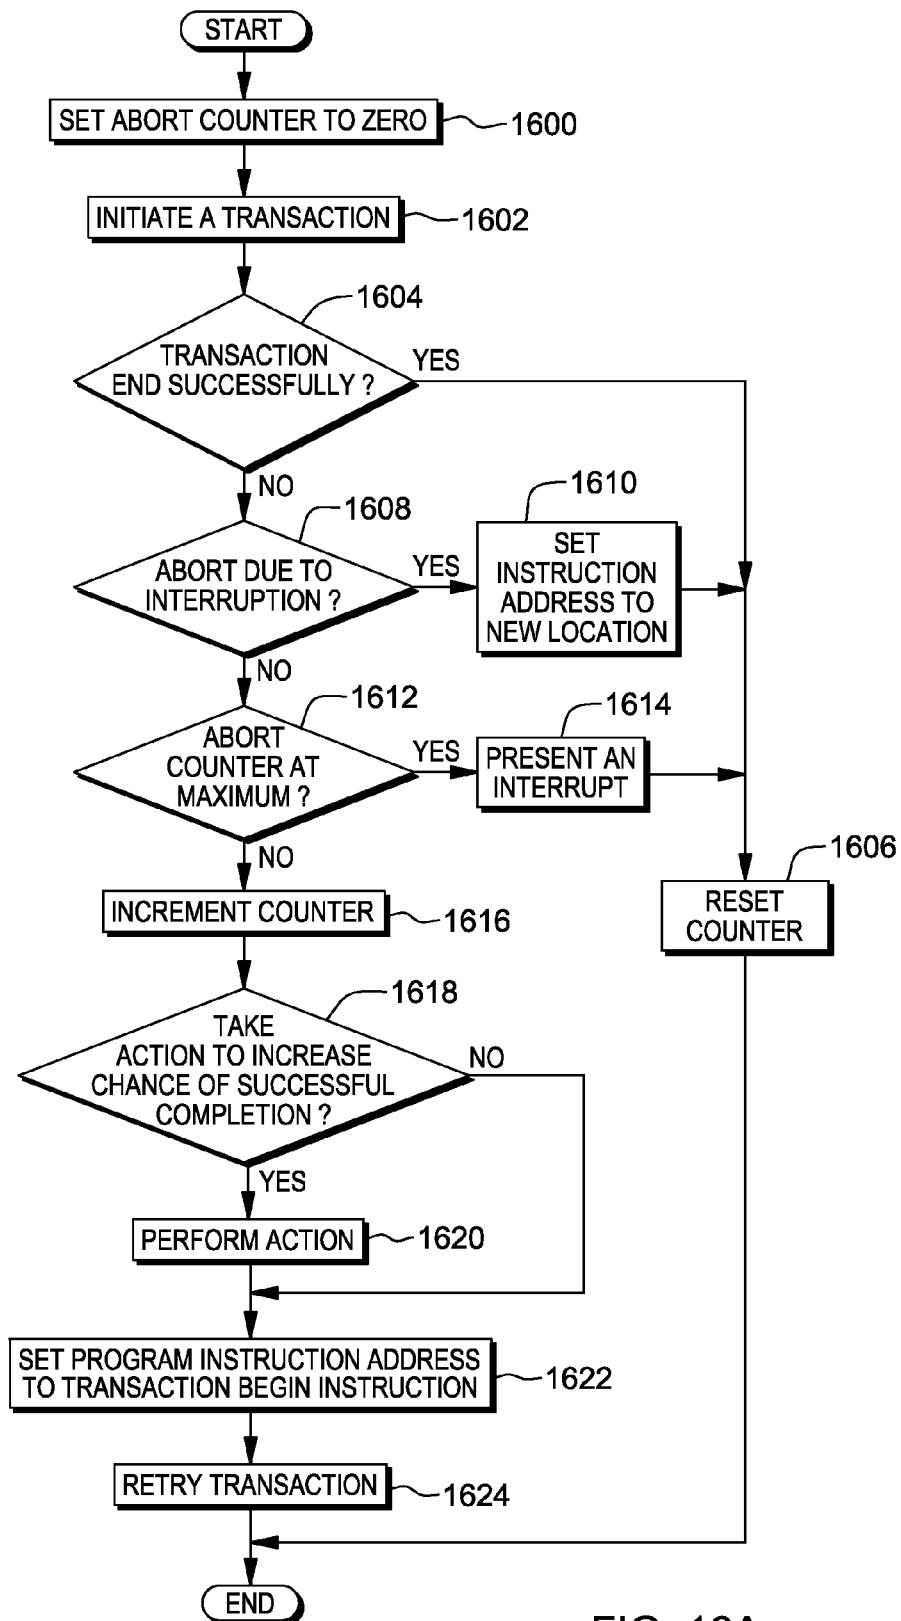 START
SET ABORT COUNTER TO ZERO
1600
INITIATE A TRANSACTION
1602
1604
TRANSACTION
END SUCCESSFULLY ?
YES
NO
1608
ABORT DUE TO
INTERRUPTION ?
YES
1610
SET
INSTRUCTION
ADDRESS TO
NEW LOCATION
NO
1612
ABORT
COUNTER AT
MAXIMUM ?
YES
1614
PRESENT AN
INTERRUPT
NO
1606
RESET
COUNTER
INCREMENT COUNTER
1616
1618
TAKE
ACTION TO INCREASE
CHANCE OF SUCCESSFUL
COMPLETION ?
NO
YES
PERFORM ACTION
1620
SET PROGRAM INSTRUCTION ADDRESS
TO TRANSACTION BEGIN INSTRUCTION
1622
RETRY TRANSACTION
1624
END